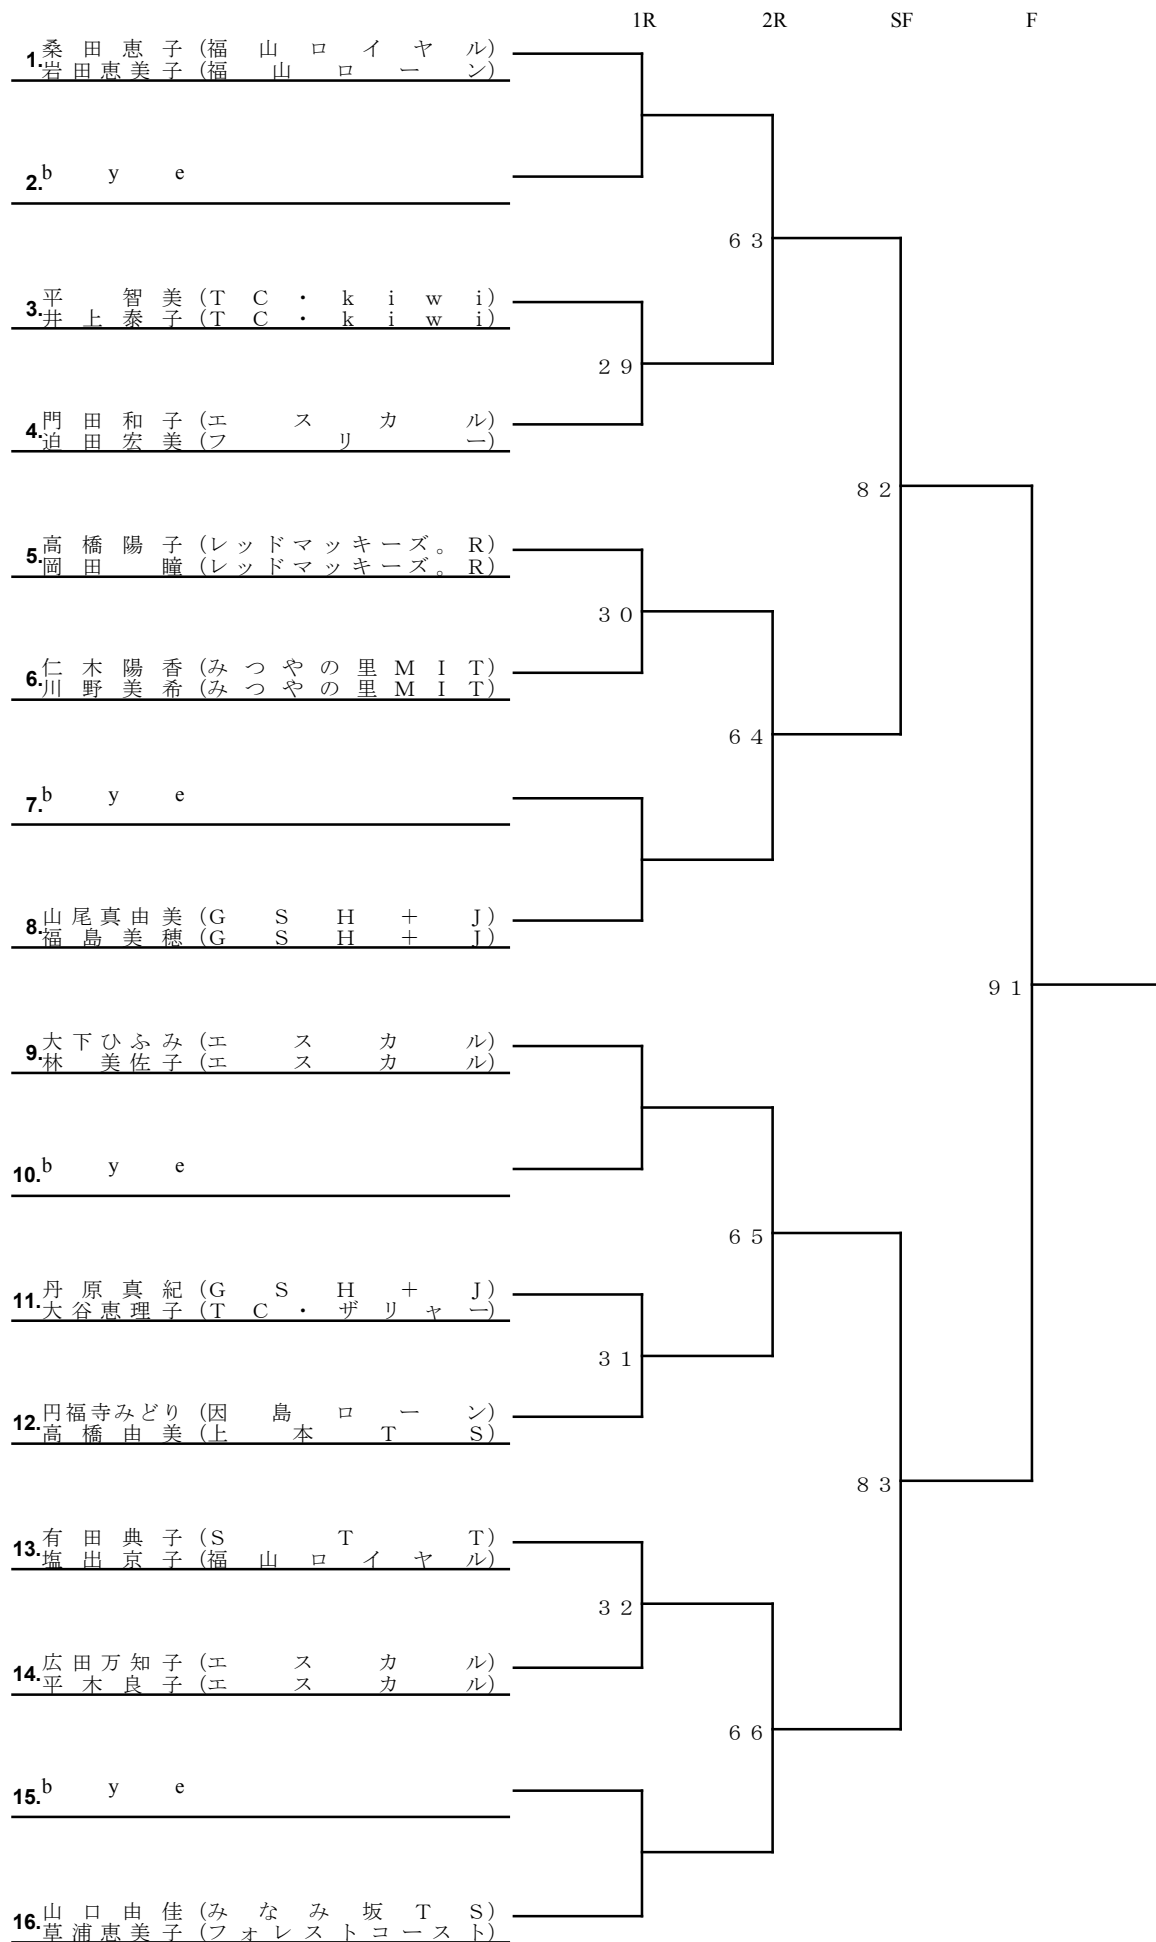 1R 2R SF F
1. 桑田恵子(福山ロイヤル)
岩田恵美子(福山ローン)
2. bye
63
3. 平智美(TC・kiwi)
井上泰子(TC・kiwi)
29
4. 門田和子(エスカル)
迫田宏美(フリー)
82
5. 高橋陽子(レッドマッキーズ。R)
岡田瞳(レッドマッキーズ。R)
30
6. 仁木陽香(みつやの里MIT)
川野美希(みつやの里MIT)
64
7. bye
8. 山尾真由美(GSH+J)
福島美穂(GSH+J)
91
9. 大下ひふみ(エスカル)
林美佐子(エスカル)
10. bye
65
11. 丹原真紀(GSH+J)
大谷恵理子(TC・ザリャー)
31
12. 円福寺みどり(因島ローン)
高橋由美(上本TS)
83
13. 有田典子(STT)
塩出京子(福山ロイヤル)
32
14. 広田万知子(エスカル)
平木良子(エスカル)
66
15. bye
16. 山口由佳(みなみ坂TS)
草浦恵美子(フォレストコースト)